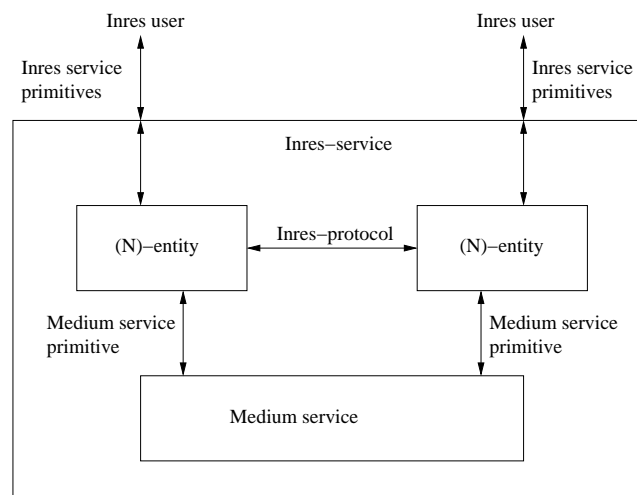 Inres user
Inres user
Inres service
primitives
Inres service
primitives
Inres−service
(N)−entity
Inres−protocol
(N)−entity
Medium service
primitive
Medium service
primitive
Medium service